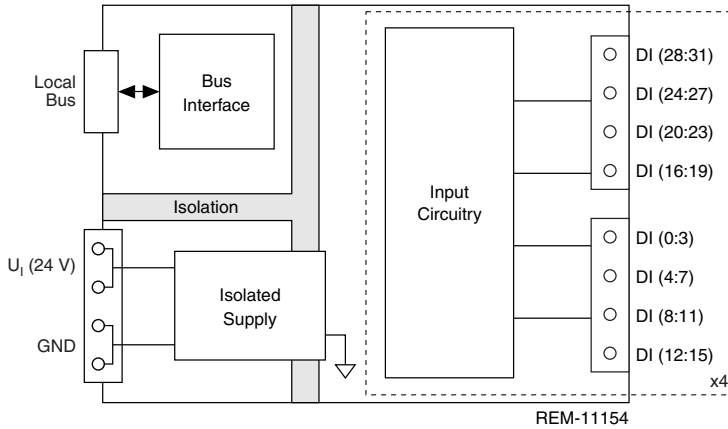 Local
Bus
Bus
Interface
Isolation
U_I (24 V)
GND
Isolated
Supply
Input
Circuitry
DI (28:31)
DI (24:27)
DI (20:23)
DI (16:19)
DI (0:3)
DI (4:7)
DI (8:11)
DI (12:15)
x4
REM-11154